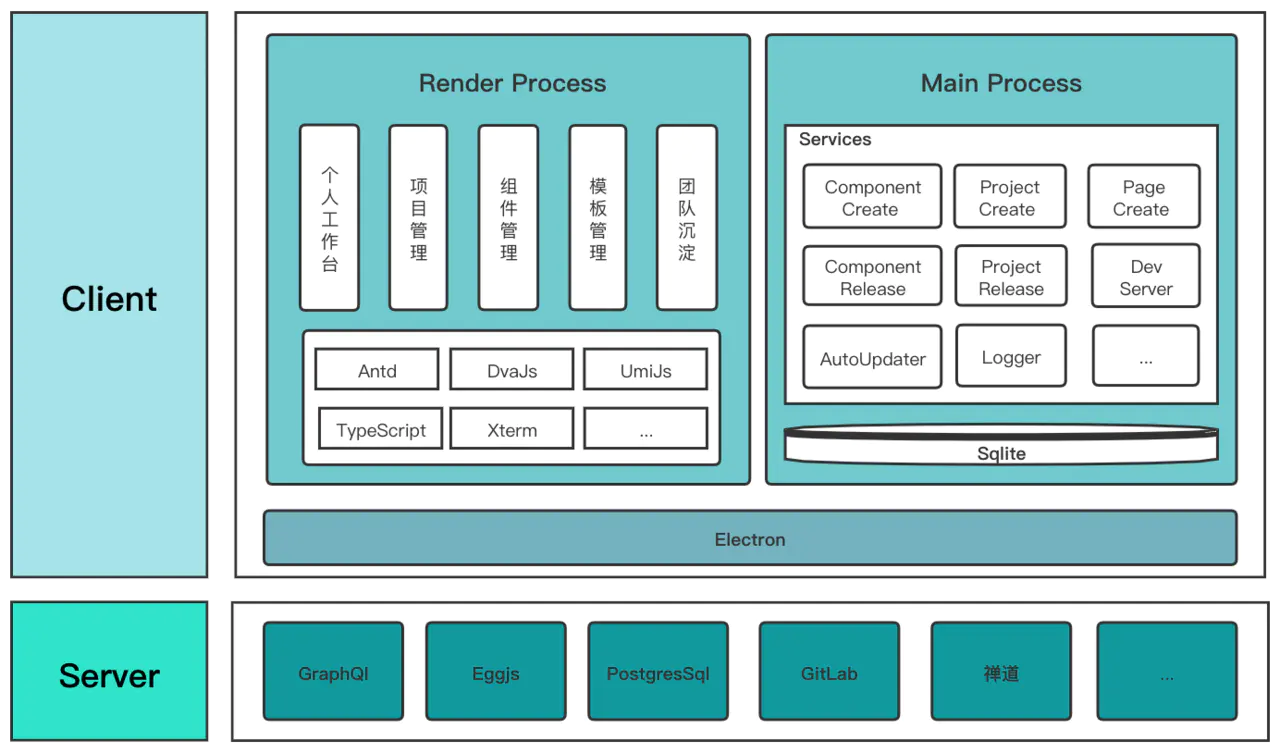 Client
Render Process
个人工作台
项目管理
组件管理
模板管理
团队沉淀
Antd
DvaJs
UmiJs
TypeScript
Xterm
...
Main Process
Services
Component
Create
Project
Create
Page
Create
Component
Release
Project
Release
Dev
Server
AutoUpdater
Logger
...
Sqlite
Electron
Server
GraphQl
Eggjs
PostgresSql
GitLab
禅道
...